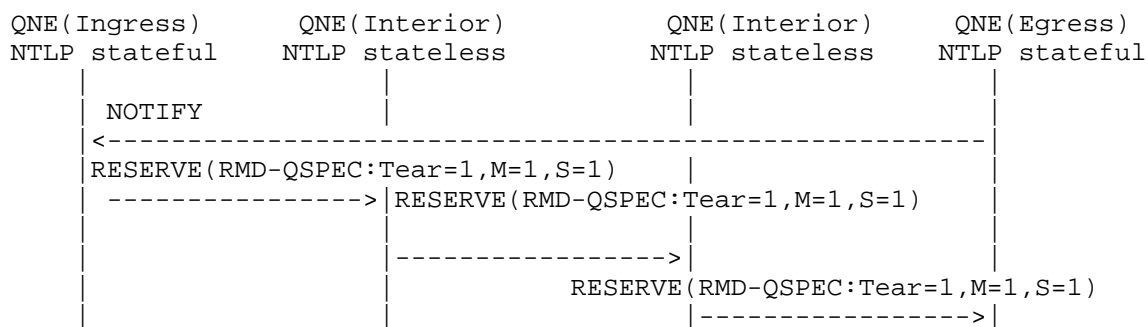 QNE(Ingress) QNE(Interior) QNE(Interior) QNE(Egress)
NTLP stateful NTLP stateless NTLP stateless NTLP stateful
NOTIFY
RESERVE(RMD-QSPEC:Tear=1,M=1,S=1)
RESERVE(RMD-QSPEC:Tear=1,M=1,S=1)
RESERVE(RMD-QSPEC:Tear=1,M=1,S=1)